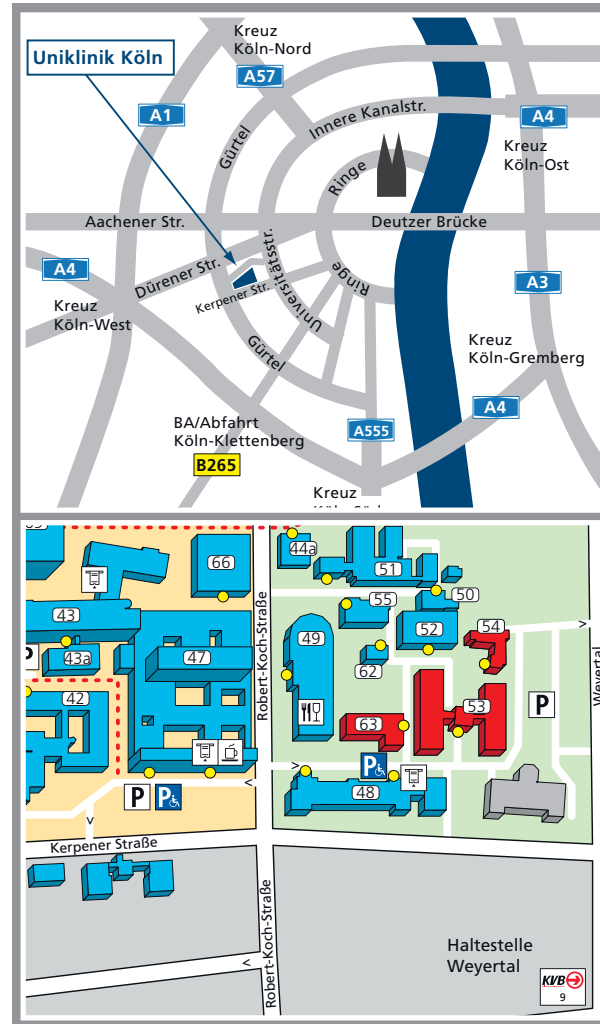 Kreuz
Köln-Nord
Uniklinik Köln
A57
A1
Innere Kanalstr.
A4
Gürtel
Kreuz
Köln-Ost
Ringe
Aachener Str.
Deutzer Brücke
A4
Dürener Str.
Universitätsstr.
Ringe
A3
Kerpener Str.
Kreuz
Köln-West
Gürtel
Kreuz
Köln-Gremberg
A4
BA/Abfahrt
Köln-Klettenberg
A555
B265
Kreuz
44a
51
66
50
55
43
54
52
49
43a
47
62
Robert-Koch-Straße
Weyertal
42
53
P
63
P
48
P
P
Kerpener Straße
Robert-Koch-Straße
Haltestelle
Weyertal
KVB
9